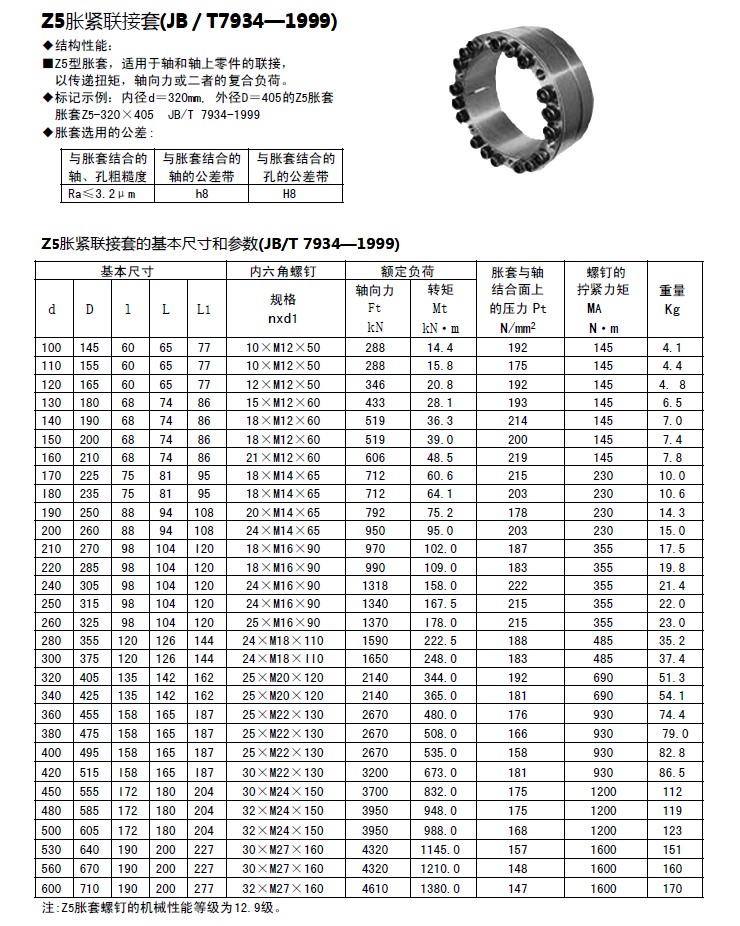 Z5胀紧联接套(JB / T7934—1999)
◆结构性能：
■Z5型胀套，适用于轴和轴上零件的联接，
以传递扭矩，轴向力或二者的复合负荷。
◆标记示例：内径d＝320mm, 外径D＝405的Z5胀套
胀套Z5-320×405 JB/T 7934-1999
◆胀套选用的公差：
与胀套结合的轴、孔粗糙度 与胀套结合的轴的公差带 与胀套结合的孔的公差带
Ra≤3.2μm h8 H8
Z5胀紧联接套的基本尺寸和参数(JB/T 7934—1999)
基本尺寸 内六角螺钉 额定负荷 胀套与轴结合面上的压力 Pt N/mm² 螺钉的拧紧力矩 MA N·m 重量 Kg
d D l L L1 规格 nxd1 轴向力 Ft kN 转矩 Mt kN·m
100 145 60 65 77 10×M12×50 288 14.4 192 145 4.1
110 155 60 65 77 10×M12×50 288 15.8 175 145 4.4
120 165 60 65 77 12×M12×50 346 20.8 192 145 4. 8
130 180 68 74 86 15×M12×60 433 28.1 193 145 6.5
140 190 68 74 86 18×M12×60 519 36.3 214 145 7.0
150 200 68 74 86 18×M12×60 519 39.0 200 145 7.4
160 210 68 74 86 21×M12×60 606 48.5 219 145 7.8
170 225 75 81 95 18×M14×65 712 60.6 215 230 10.0
I80 235 75 81 95 18×M14×65 712 64.1 203 230 10.6
190 250 88 94 108 20×M14×65 792 75.2 178 230 14.3
200 260 88 94 108 24×M14×65 950 95.0 203 230 15.0
210 270 98 104 I20 18×M16×90 970 102.0 187 355 17.5
220 285 98 104 120 18×M16×90 990 109.0 183 355 19.8
240 305 98 104 120 24×M16×90 1318 158.0 222 355 21.4
250 315 98 104 120 24×M16×90 1340 167.5 215 355 22.0
260 325 98 104 120 25×M16×90 1370 I78.0 215 355 23.0
280 355 120 126 144 24×M18×110 1590 222.5 188 485 35.2
300 375 120 126 144 24×M18×II0 1650 248.0 183 485 37.4
320 405 135 142 162 25×M20×120 2140 344.0 192 690 51.3
340 425 135 142 162 25×M20×120 2140 365.0 181 690 54.1
360 455 158 165 I87 25×M22×130 2670 480.0 176 930 74.4
380 475 158 165 187 25×M22×130 2670 508.0 166 930 79.0
400 495 158 165 187 25×M22×130 2670 535.0 158 930 82.8
420 515 I58 165 I87 30×M22×130 3200 673.0 181 930 86.5
450 555 I72 180 204 30×M24×150 3700 832.0 175 1200 112
480 585 172 180 204 32×M24×150 3950 948.0 175 1200 119
500 605 172 180 204 32×M24×150 3950 988.0 168 1200 123
530 640 190 200 227 30×M27×160 4320 1145.0 157 1600 151
560 670 190 200 227 30×M27×160 4320 1210.0 148 1600 160
600 710 190 200 277 32×M27×160 4610 1380.0 147 1600 170
注：Z5胀套螺钉的机械性能等级为12.9级。